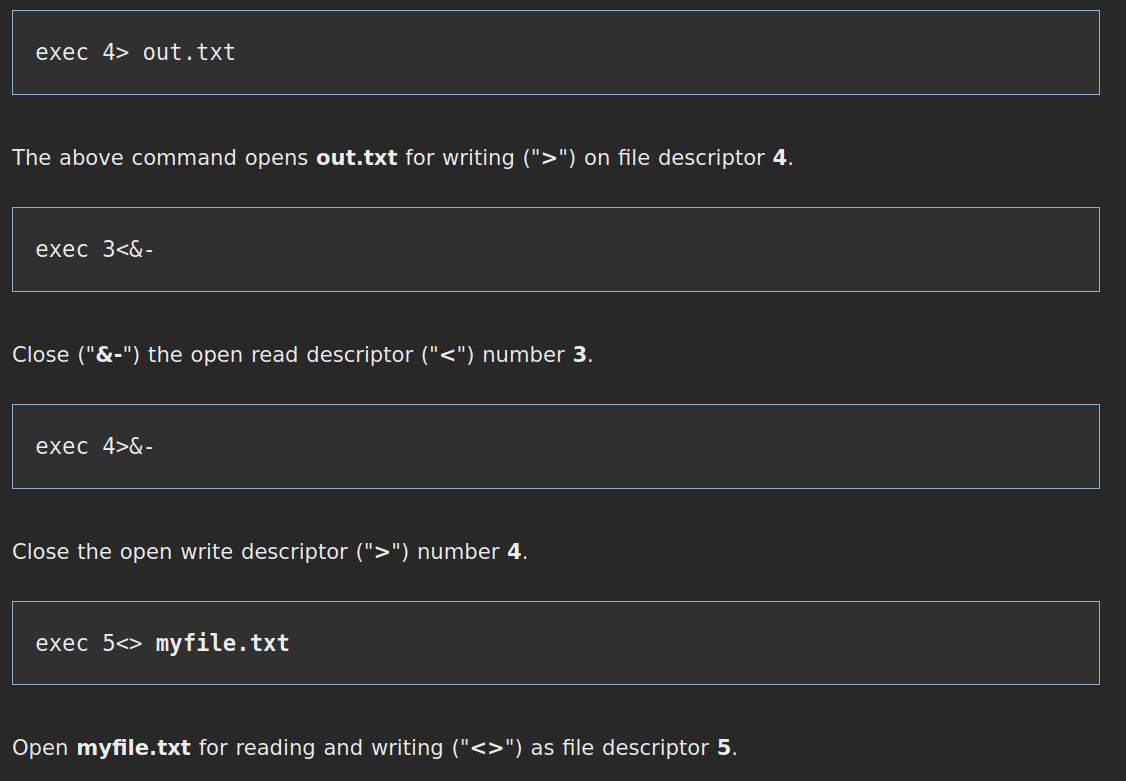 exec 4> out.txt
The above command opens out.txt for writing (">") on file descriptor 4.
exec 3<&-
Close ("&-") the open read descriptor ("<") number 3.
exec 4>&-
Close the open write descriptor (">") number 4.
exec 5<> myfile.txt
Open myfile.txt for reading and writing ("<>") as file descriptor 5.